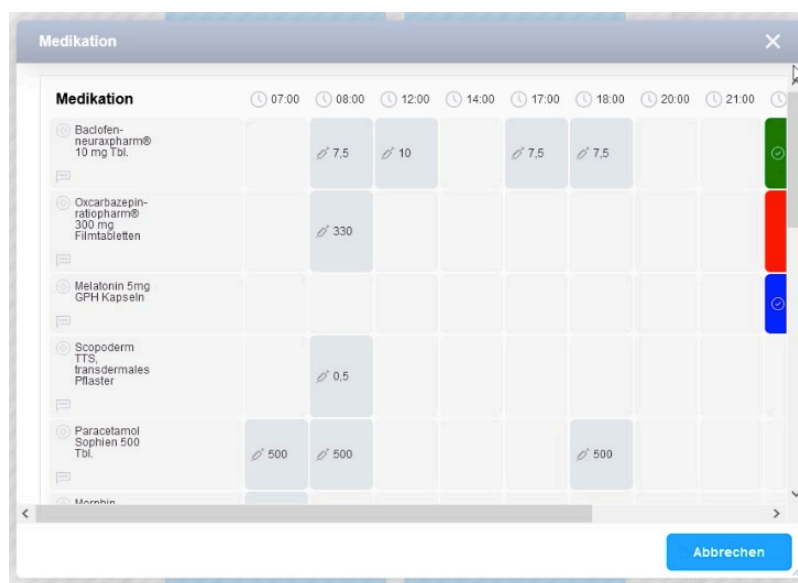 Medikation
Medikation 07:00 08:00 12:00 14:00 17:00 18:00 20:00 21:00
Baclofen-
neuraxpharm®
10 mg Tbl.
7,5 10 7,5 7,5
Oxcarbazepin-
ratiopharm®
300 mg
Filmtabletten
330
Melatonin 5mg
GPH Kapseln
Scopoderm
TTS,
transdermales
Pflaster
0,5
Paracetamol
Sophien 500
Tbl.
500 500 500
Morphin
Abbrechen